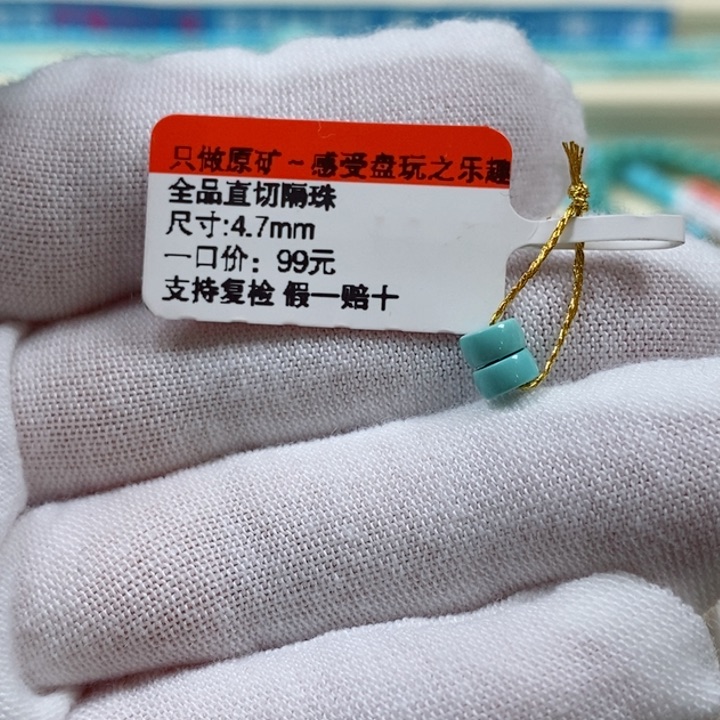 只做原矿~感受盘玩之乐趣
全品直切隔珠
尺寸:4.7mm
一口价：99元
支持复检 假一赔十